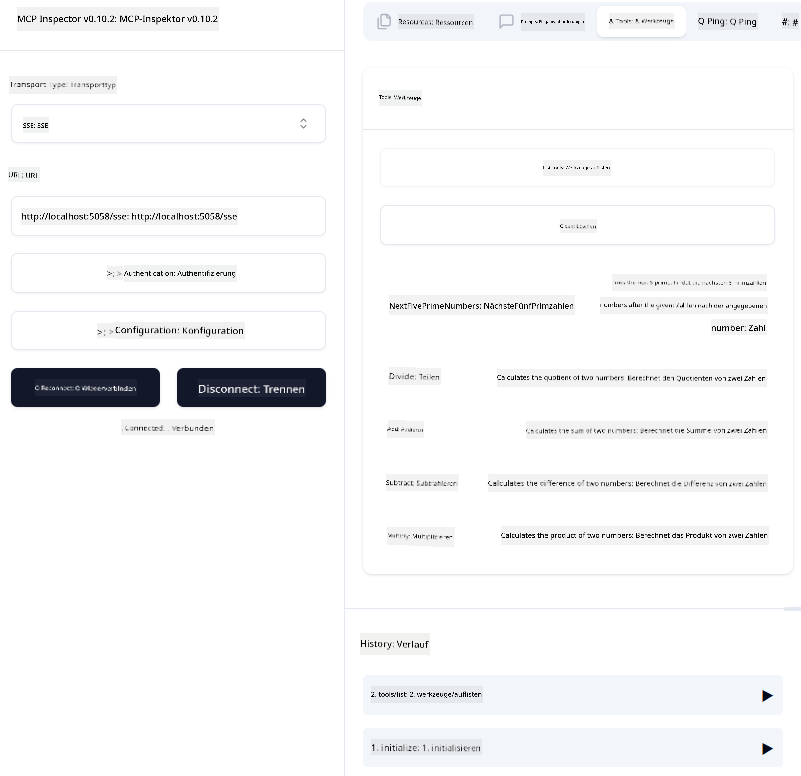 MCP Inspector v0.10.2: MCP-Inspektor v0.10.2
Transport Type: Transporttyp
SSE: SSE
URL: URL
http://localhost:5058/sse: http://localhost:5058/sse
>: > Authentication: Authentifizierung
>: > Configuration: Konfiguration
Reconnect: Wiederverbinden
Disconnect: Trennen
Connected: Verbunden
Resources: Ressourcen
Tools: & Werkzeuge
Q Ping: Q Ping
#: #
Tools: Werkzeuge
NextFivePrimeNumbers: NächsteFünfPrimzahlen
numbers after the given: Zahlen nach der angegebenen
number: Zahl
Divide: Teilen
Calculates the quotient of two numbers: Berechnet den Quotienten von zwei Zahlen
Add: Addieren
Calculates the sum of two numbers: Berechnet die Summe von zwei Zahlen
Subtract: Subtrahieren
Calculates the difference of two numbers: Berechnet die Differenz von zwei Zahlen
Multiply: Multiplizieren
Calculates the product of two numbers: Berechnet das Produkt von zwei Zahlen
History: Verlauf
2. tools/list: 2. werkzeuge/auflisten
1. initialize: 1. initialisieren